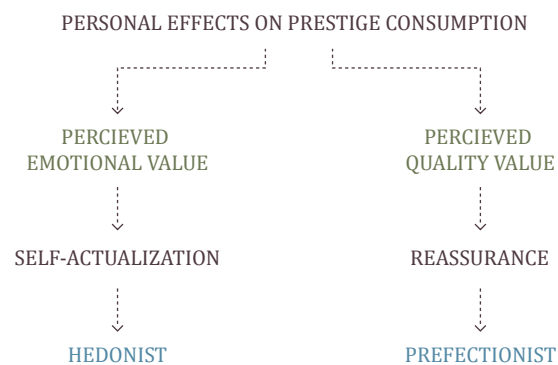 PERSONAL EFFECTS ON PRESTIGE CONSUMPTION
PERCIEVED
EMOTIONAL VALUE
PERCIEVED
QUALITY VALUE
SELF-ACTUALIZATION
REASSURANCE
HEDONIST
PREFECTIONIST